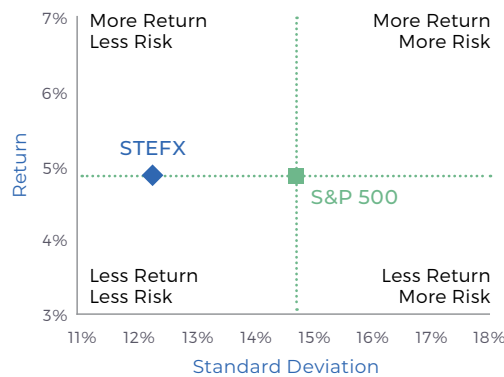 7%
More Return
Less Risk
More Return
More Risk
6%
STEFX
5%
S&P 500
Return
4%
Less Return
Less Risk
Less Return
More Risk
3%
11% 12% 13% 14% 15% 16% 17% 18%
Standard Deviation